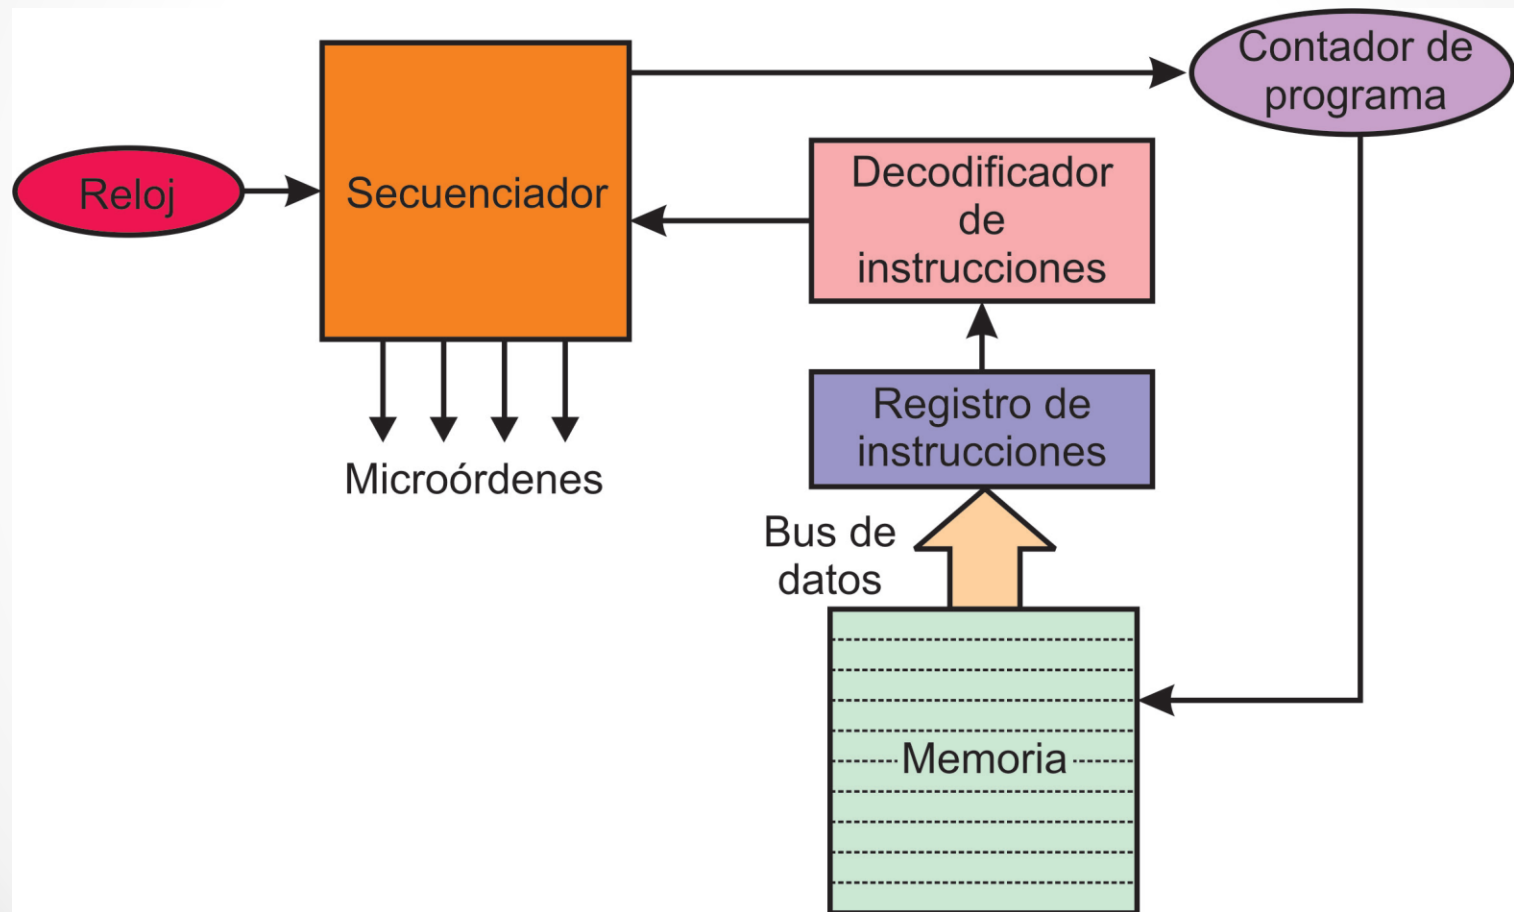 Contador de
programa
Reloj
Secuenciador
Decodificador
de
instrucciones
Registro de
instrucciones
Microórdenes
Bus de
datos
Memoria